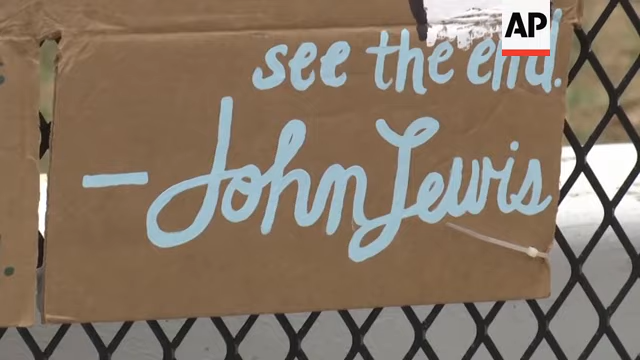 AP
see the end.
— John Lewis